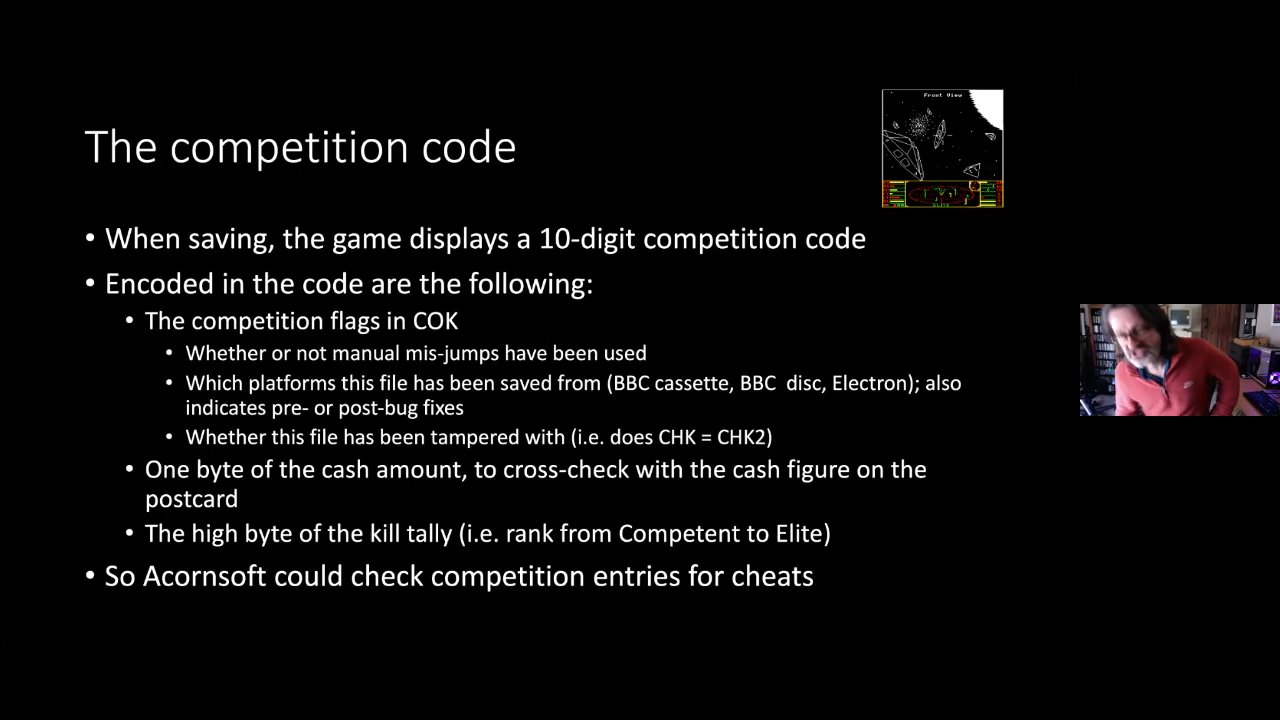 Front View
The competition code
• When saving, the game displays a 10-digit competition code
• Encoded in the code are the following:
• The competition flags in COK
• Whether or not manual mis-jumps have been used
• Which platforms this file has been saved from (BBC cassette, BBC disc, Electron); also
indicates pre- or post-bug fixes
• Whether this file has been tampered with (i.e. does CHK = CHK2)
• One byte of the cash amount, to cross-check with the cash figure on the
postcard
• The high byte of the kill tally (i.e. rank from Competent to Elite)
• So Acornsoft could check competition entries for cheats